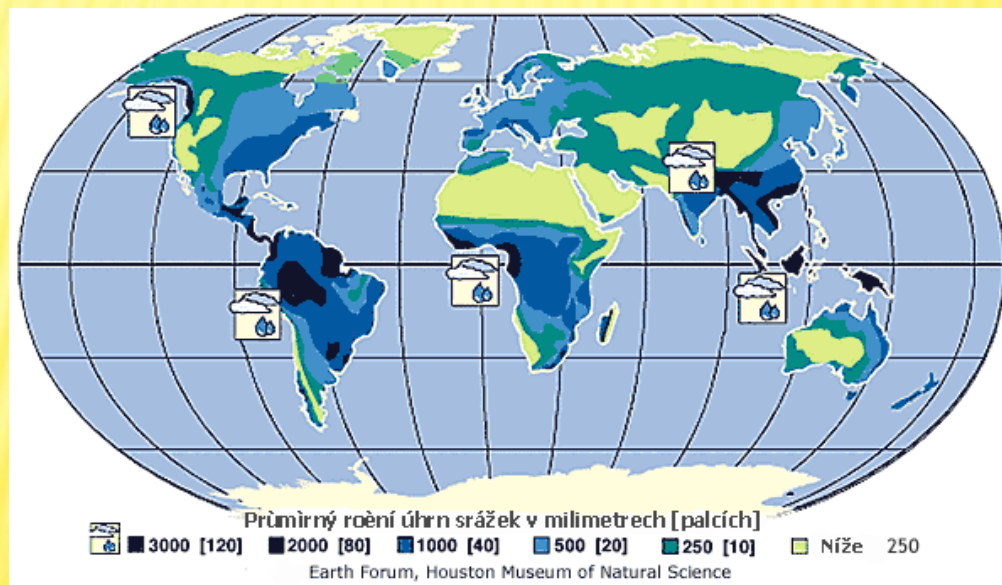 Prùmìrný roèní úhrn srážek v milimetrech [palcích]
3000 [120] 2000 [80] 1000 [40] 500 [20] 250 [10] Níže 250
Earth Forum, Houston Museum of Natural Science